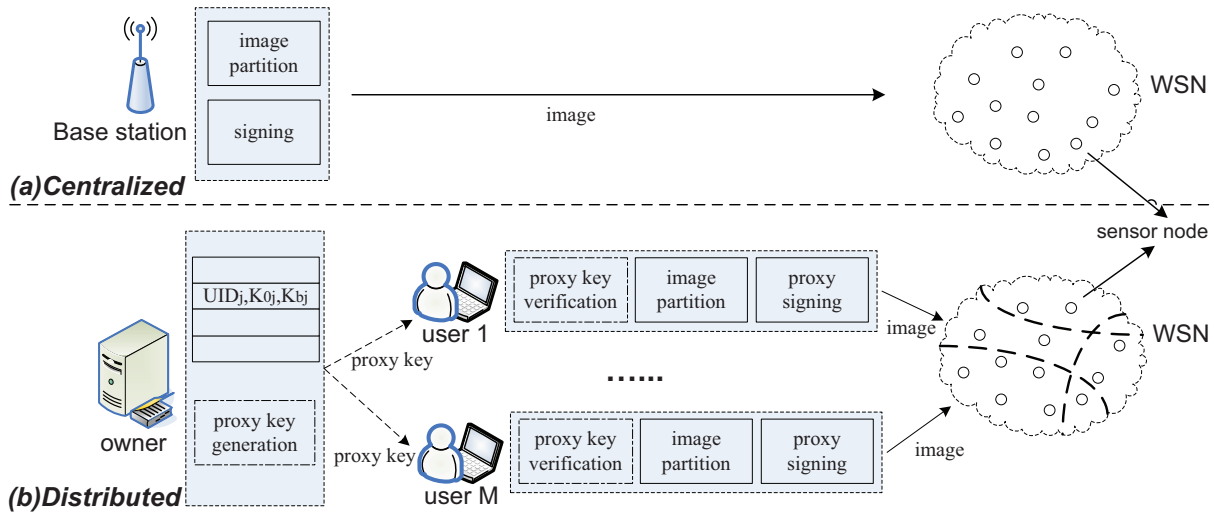 image
partition
signing
Base station
image
WSN
(a)Centralized
sensor node
UIDj,K0j,Kbj
proxy key
generation
owner
proxy key
proxy key
user 1
proxy key
verification
image
partition
proxy
signing
image
WSN
…...
user M
proxy key
verification
image
partition
proxy
signing
image
(b)Distributed